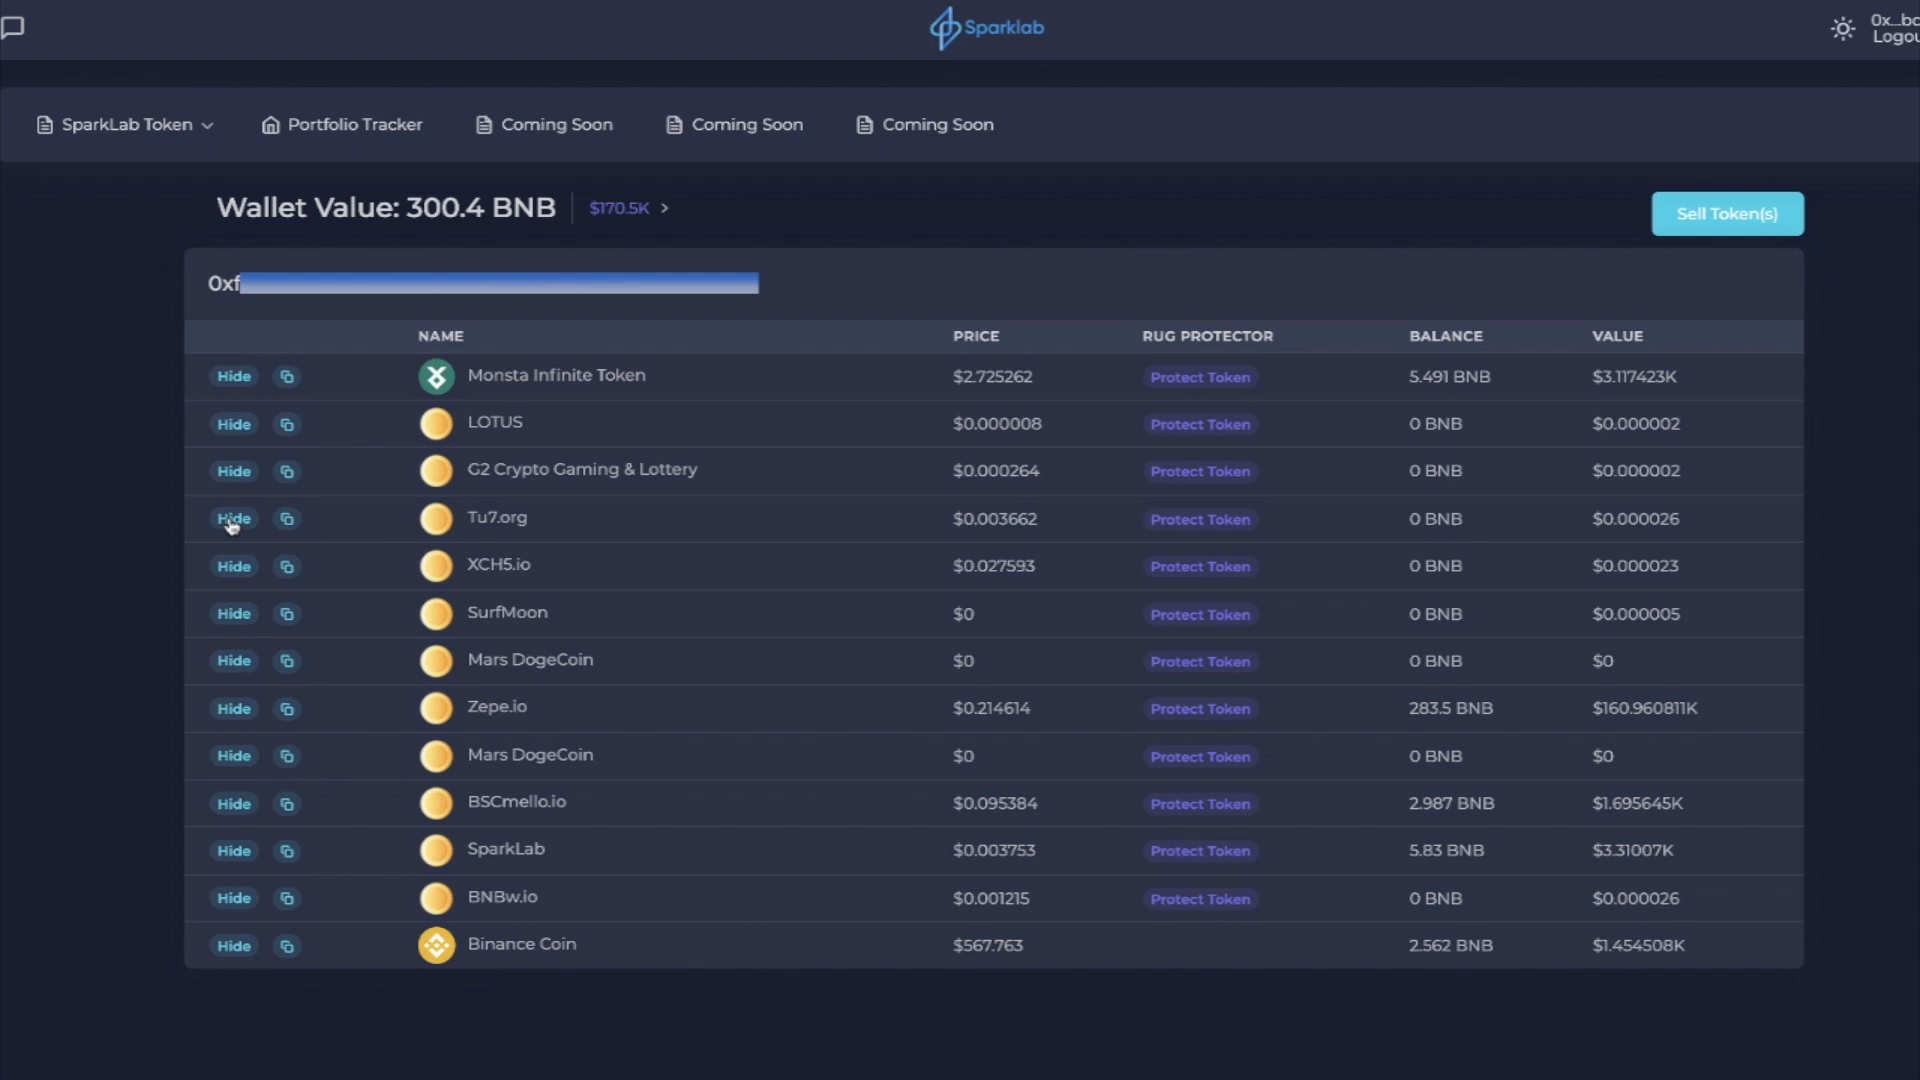 Sparklab
0x...bc
Logou
SparkLab Token Portfolio Tracker Coming Soon Coming Soon Coming Soon
Wallet Value: 300.4 BNB $170.5K >
Sell Token(s)
0xf
NAME PRICE RUG PROTECTOR BALANCE VALUE
Hide Monsta Infinite Token $2.725262 Protect Token 5.491 BNB $3.117423K
Hide LOTUS $0.000008 Protect Token 0 BNB $0.000002
Hide G2 Crypto Gaming & Lottery $0.000264 Protect Token 0 BNB $0.000002
Hide Tu7.org $0.003662 Protect Token 0 BNB $0.000026
Hide XCH5.io $0.027593 Protect Token 0 BNB $0.000023
Hide SurfMoon $0 Protect Token 0 BNB $0.000005
Hide Mars DogeCoin $0 Protect Token 0 BNB $0
Hide Zepe.io $0.214614 Protect Token 283.5 BNB $160.960811K
Hide Mars DogeCoin $0 Protect Token 0 BNB $0
Hide BSCmello.io $0.095384 Protect Token 2.987 BNB $1.695645K
Hide SparkLab $0.003753 Protect Token 5.83 BNB $3.31007K
Hide BNBw.io $0.001215 Protect Token 0 BNB $0.000026
Hide Binance Coin $567.763 2.562 BNB $1.454508K